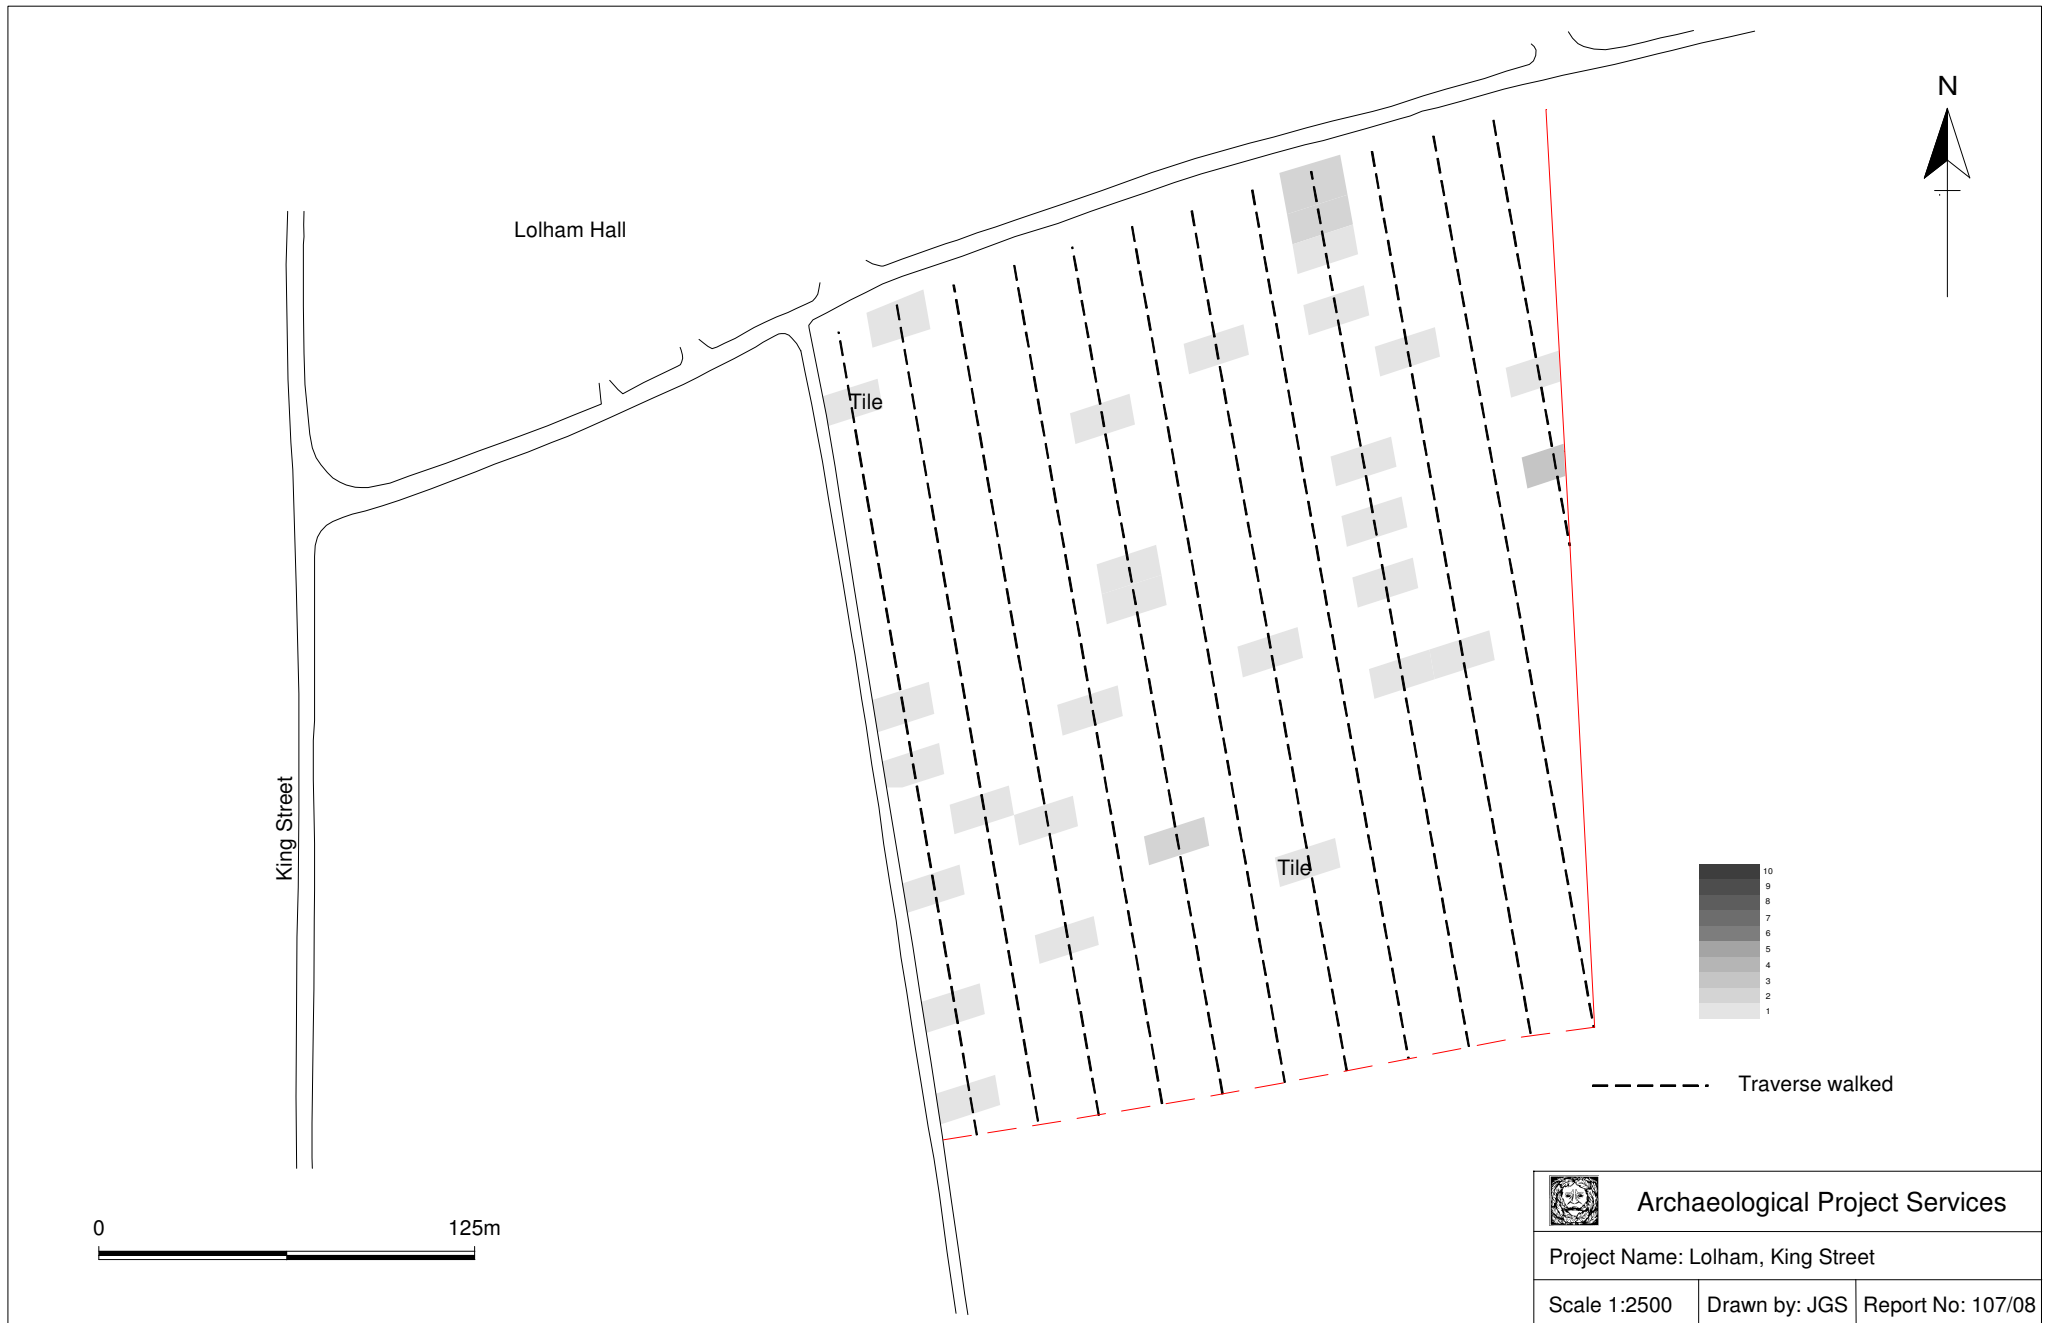 N
Lolham Hall
Tile
King Street
Tile
10
9
8
7
6
5
4
3
2
1
Traverse walked
0 125m
Archaeological Project Services
Project Name: Lolham, King Street
Scale 1:2500 Drawn by: JGS Report No: 107/08